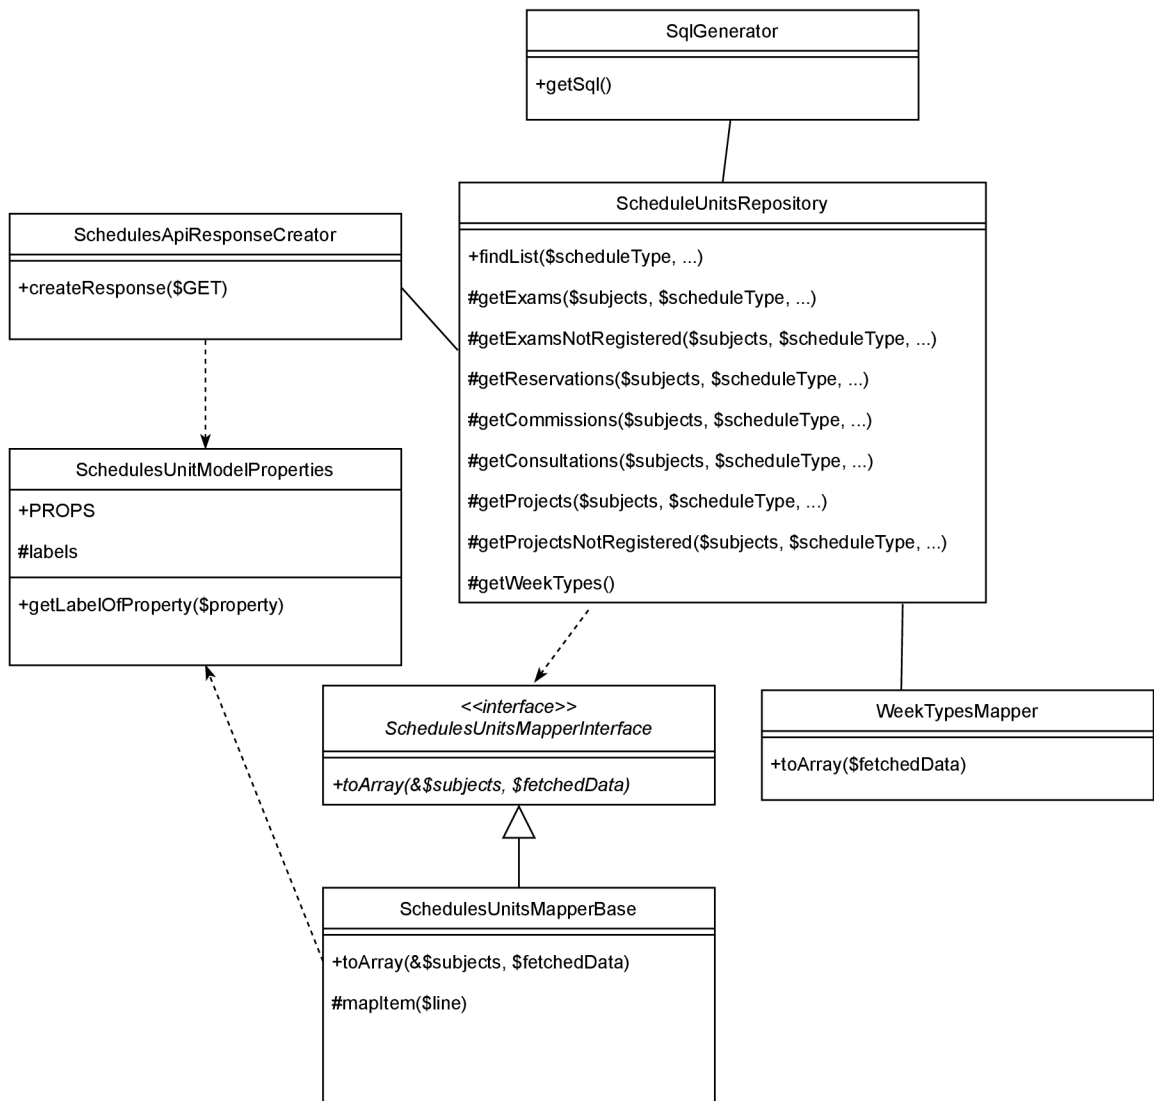 SqlGenerator
+getSql()
ScheduleUnitsRepository
+findList($scheduleType, ...)
#getExams($subjects, $scheduleType, ...)
#getExamsNotRegistered($subjects, $scheduleType, ...)
#getReservations($subjects, $scheduleType, ...)
#getCommissions($subjects, $scheduleType, ...)
#getConsultations($subjects, $scheduleType, ...)
#getProjects($subjects, $scheduleType, ...)
#getProjectsNotRegistered($subjects, $scheduleType, ...)
#getWeekTypes()
SchedulesApiResponseCreator
+createResponse($GET)
SchedulesUnitModelProperties
+PROPS
#labels
+getLabelOfProperty($property)
<<interface>>
SchedulesUnitsMapperInterface
+toArray(&$subjects, $fetchedData)
WeekTypesMapper
+toArray($fetchedData)
SchedulesUnitsMapperBase
+toArray(&$subjects, $fetchedData)
#mapItem($line)